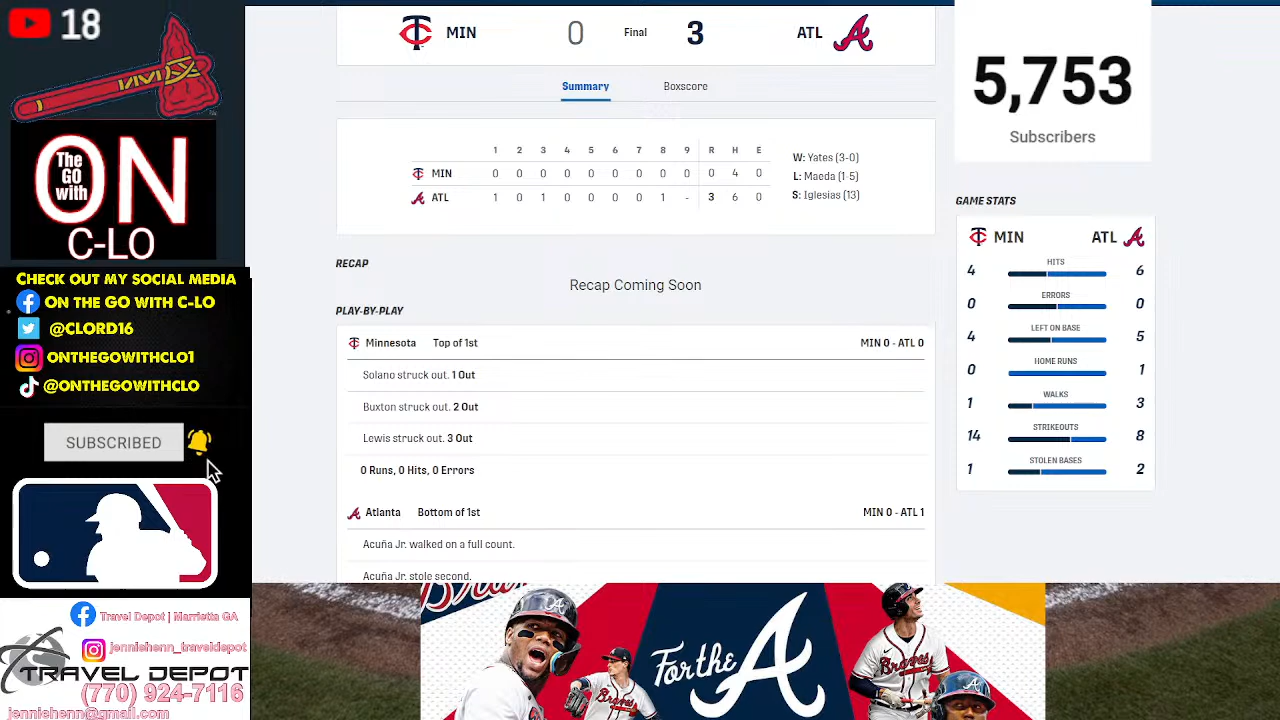 18
The
GO
with
ON
C-LO
CHECK OUT MY SOCIAL MEDIA
ON THE GO WITH C-LO
@CLORD16
ONTHEGOWITHCLO1
@ONTHEGOWITHCLO
SUBSCRIBED
Travel Depot | Marrietta GA
jenniehenn_traveldepot
TRAVEL DEPOT
(770) 924-7116
jenniehenn@gmail.com
MIN 0 Final 3 ATL
Summary Boxscore
1 2 3 4 5 6 7 8 9 R H E
MIN 0 0 0 0 0 0 0 0 0 0 4 0
ATL 1 0 1 0 0 0 0 1 - 3 6 0
W: Yates (3-0)
L: Maeda (1-5)
S: Iglesias (13)
RECAP
Recap Coming Soon
PLAY-BY-PLAY
Minnesota Top of 1st MIN 0 - ATL 0
Solano struck out. 1 Out
Buxton struck out. 2 Out
Lewis struck out. 3 Out
0 Runs, 0 Hits, 0 Errors
Atlanta Bottom of 1st MIN 0 - ATL 1
Acuña Jr. walked on a full count.
Acuña Jr. stole second.
5,753
Subscribers
GAME STATS
MIN ATL
HITS
4 6
ERRORS
0 0
LEFT ON BASE
4 5
HOME RUNS
0 1
WALKS
1 3
STRIKEOUTS
14 8
STOLEN BASES
1 2
For the A
Braves